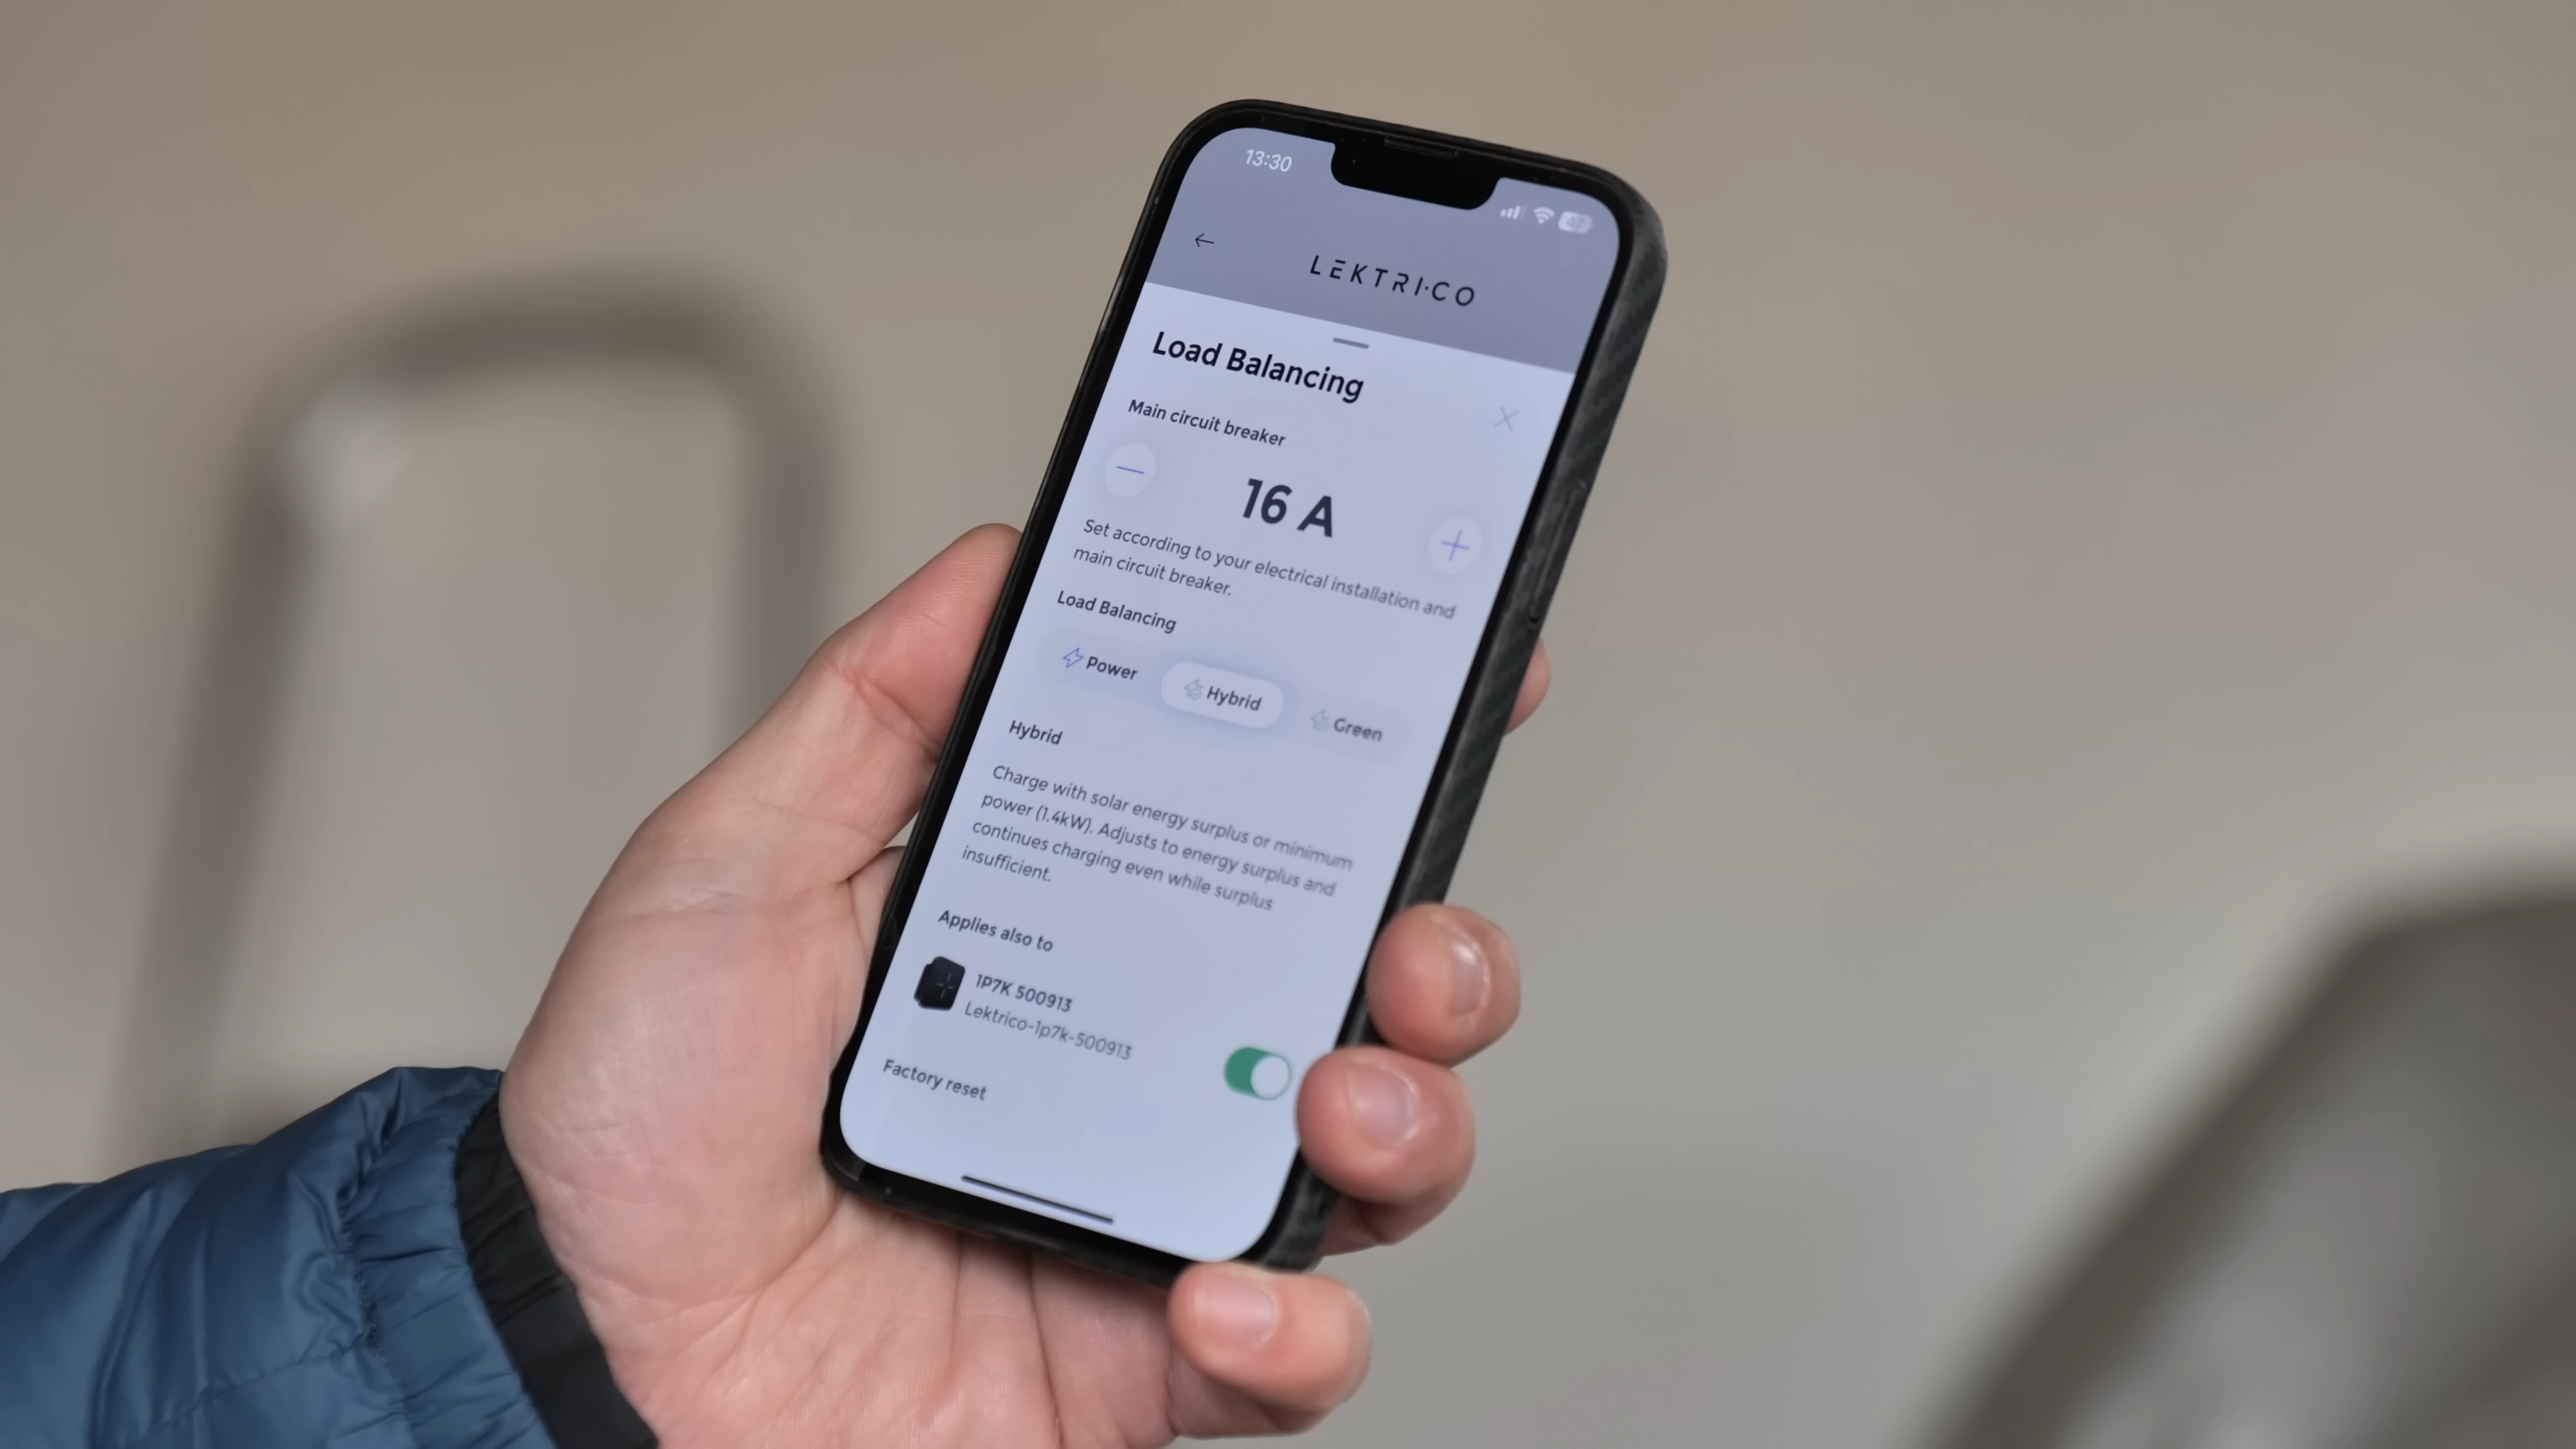 13:30
47
LEKTRI·CO
Load Balancing
Main circuit breaker
16 A
Set according to your electrical installation and
main circuit breaker.
Load Balancing
Power
Hybrid
Green
Hybrid
Charge with solar energy surplus or minimum
power (1.4kW). Adjusts to energy surplus and
continues charging even while surplus
insufficient.
Applies also to
1P7K 500913
Lektrico-1p7k-500913
Factory reset